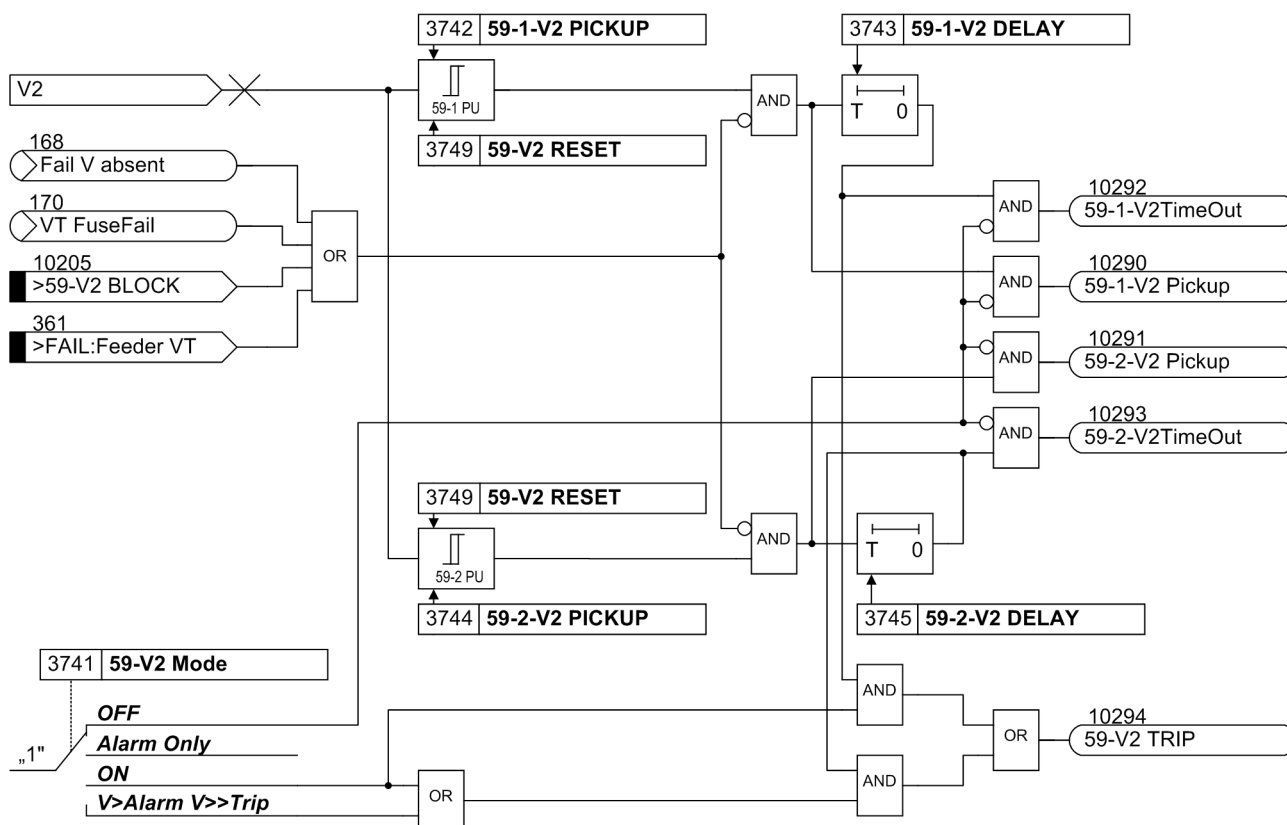 3742 59-1-V2 PICKUP
3743 59-1-V2 DELAY
V2
59-1 PU
AND
T 0
3749 59-V2 RESET
168
Fail V absent
170
VT FuseFail
10205
>59-V2 BLOCK
361
>FAIL:Feeder VT
OR
AND
10292
59-1-V2TimeOut
AND
10290
59-1-V2 Pickup
AND
10291
59-2-V2 Pickup
AND
10293
59-2-V2TimeOut
3749 59-V2 RESET
59-2 PU
AND
T 0
3744 59-2-V2 PICKUP
3745 59-2-V2 DELAY
3741 59-V2 Mode
„1"
OFF
Alarm Only
ON
V>Alarm V>>Trip
OR
AND
AND
OR
10294
59-V2 TRIP